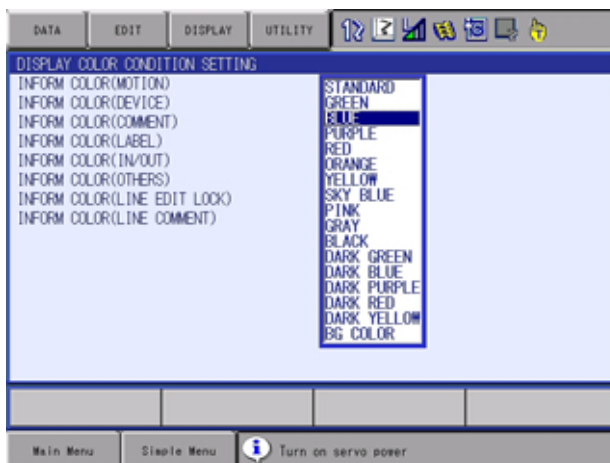 DATA EDIT DISPLAY UTILITY
DISPLAY COLOR CONDITION SETTING
INFORM COLOR(MOTION)
INFORM COLOR(DEVICE)
INFORM COLOR(COMMENT)
INFORM COLOR(LABEL)
INFORM COLOR(IN/OUT)
INFORM COLOR(OTHERS)
INFORM COLOR(LINE EDIT LOCK)
INFORM COLOR(LINE COMMENT)
STANDARD
GREEN
BLUE
PURPLE
RED
ORANGE
YELLOW
SKY BLUE
PINK
GRAY
BLACK
DARK GREEN
DARK BLUE
DARK PURPLE
DARK RED
DARK YELLOW
BG COLOR
Main Menu Simple Menu Turn on servo power